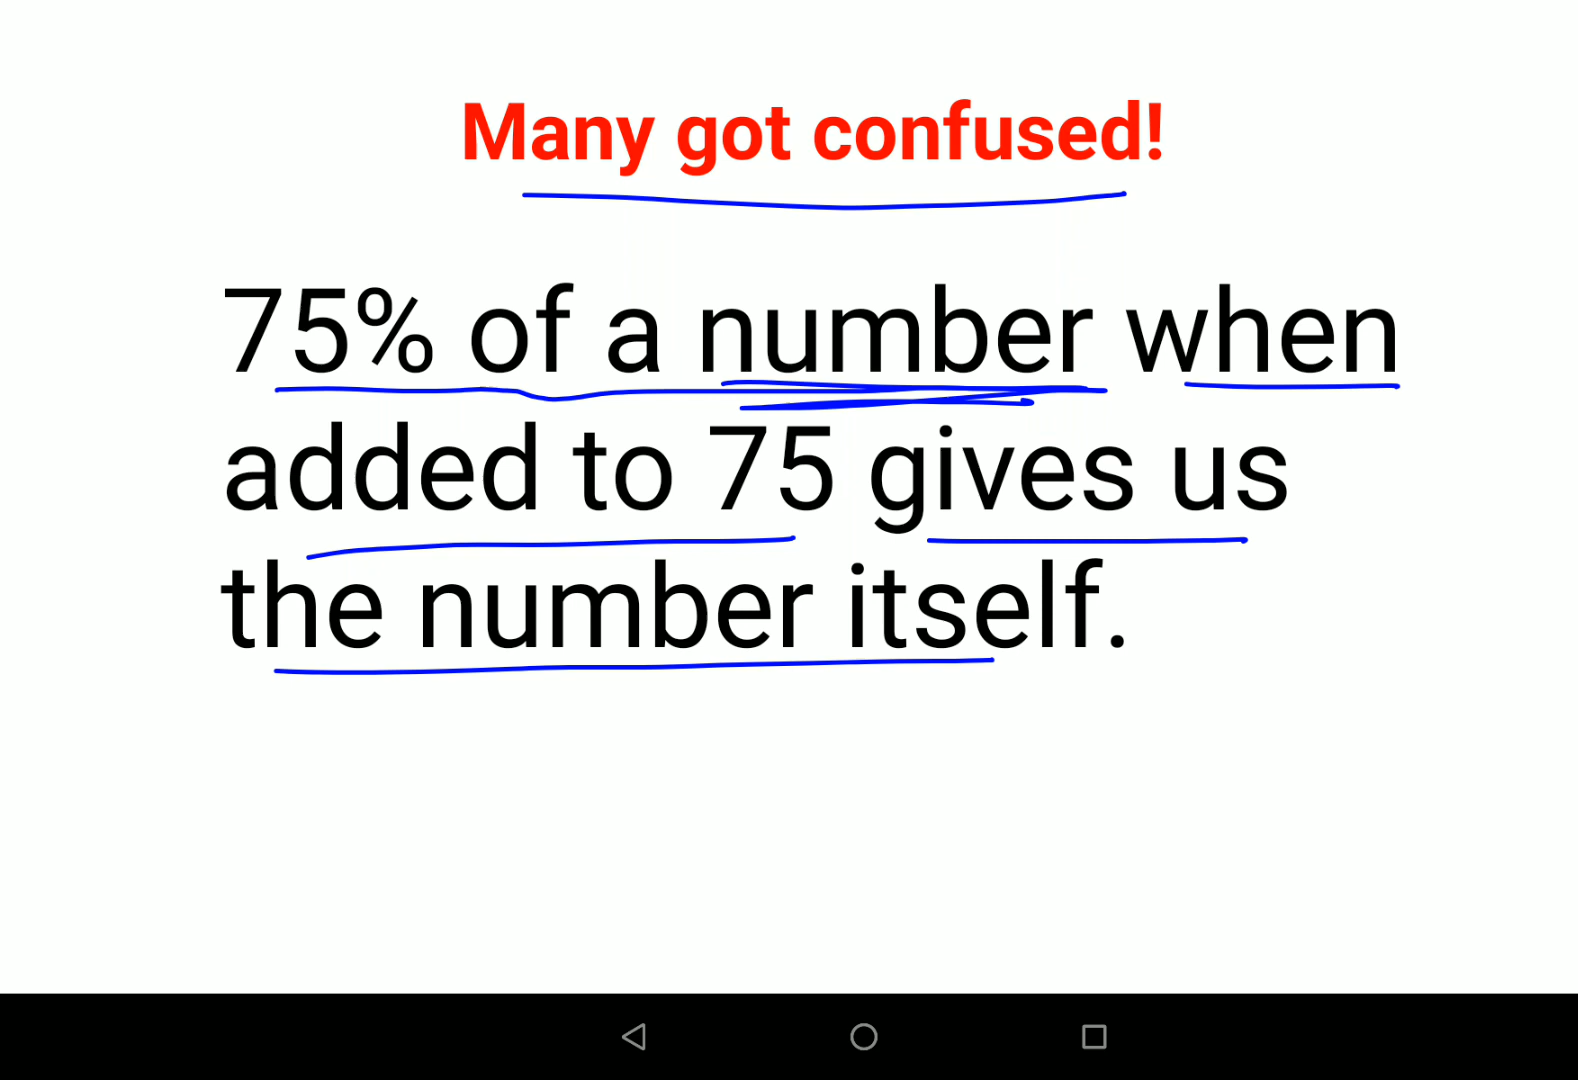 Many got confused!
75% of a number when
added to 75 gives us
the number itself.